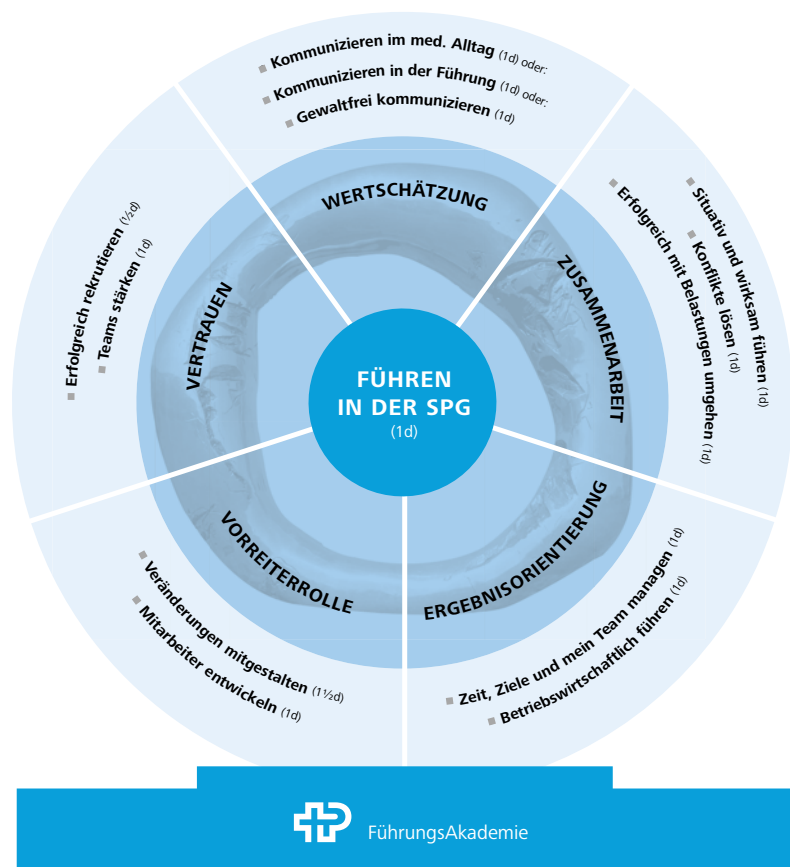 Kommunizieren im med. Alltag (1d) oder:
Kommunizieren in der Führung (1d) oder:
Gewaltfrei kommunizieren (1d)
WERTSCHÄTZUNG
Situativ und wirksam führen (1d)
Konflikte lösen (1d)
Erfolgreich mit Belastungen umgehen (1d)
ZUSAMMENARBEIT
Erfolgreich rekrutieren (½d)
Teams stärken (1d)
VERTRAUEN
FÜHREN
IN DER SPG
(1d)
VORREITERROLLE
Veränderungen mitgestalten (1½d)
Mitarbeiter entwickeln (1d)
ERGEBNISORIENTIERUNG
Zeit, Ziele und mein Team managen (1d)
Betriebswirtschaftlich führen (1d)
FührungsAkademie